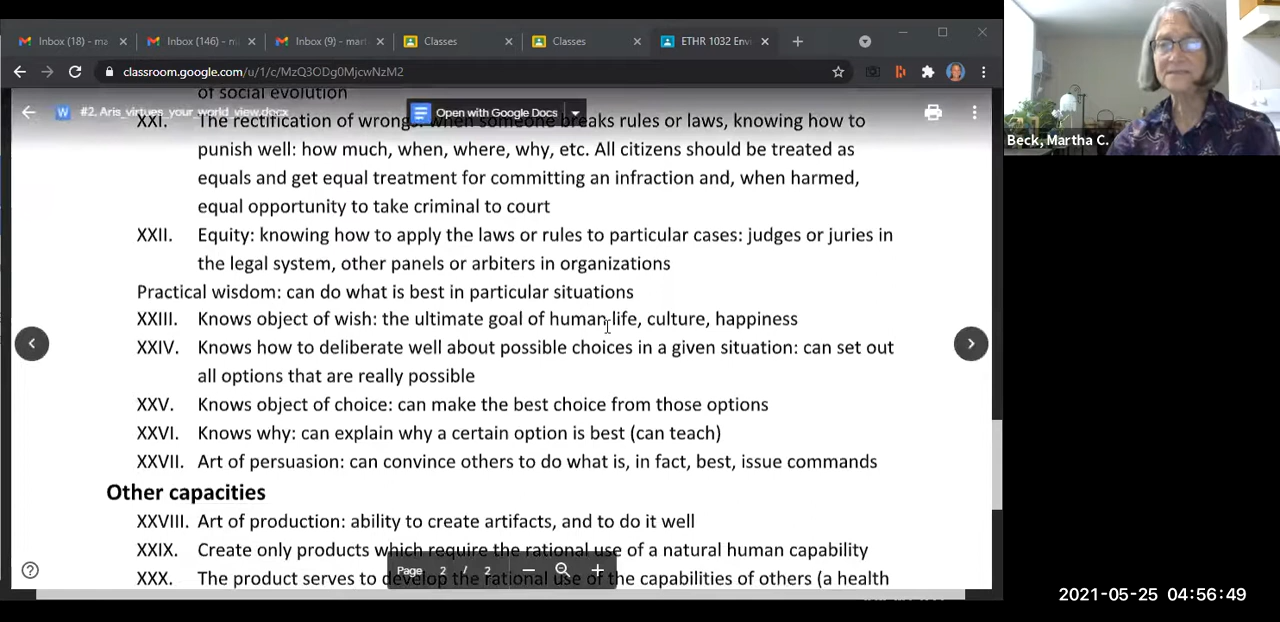 Inbox (18) - ma
Inbox (146) - m
Inbox (9) - mart
Classes
Classes
ETHR 1032 Envi
classroom.google.com/u/1/c/MzQ3ODg0MjcwNzM2
of social evolution
#2. Aris_virtues_your_world_view.docx
Open with Google Docs
XXI. The rectification of wrongs: when someone breaks rules or laws, knowing how to
punish well: how much, when, where, why, etc. All citizens should be treated as
equals and get equal treatment for committing an infraction and, when harmed,
equal opportunity to take criminal to court
XXII. Equity: knowing how to apply the laws or rules to particular cases: judges or juries in
the legal system, other panels or arbiters in organizations
Practical wisdom: can do what is best in particular situations
XXIII. Knows object of wish: the ultimate goal of human life, culture, happiness
XXIV. Knows how to deliberate well about possible choices in a given situation: can set out
all options that are really possible
XXV. Knows object of choice: can make the best choice from those options
XXVI. Knows why: can explain why a certain option is best (can teach)
XXVII. Art of persuasion: can convince others to do what is, in fact, best, issue commands
Other capacities
XXVIII. Art of production: ability to create artifacts, and to do it well
XXIX. Create only products which require the rational use of a natural human capability
XXX. The product serves to develop the rational use of the capabilities of others (a health
Page 2 / 2
Beck, Martha C.
2021-05-25 04:56:49